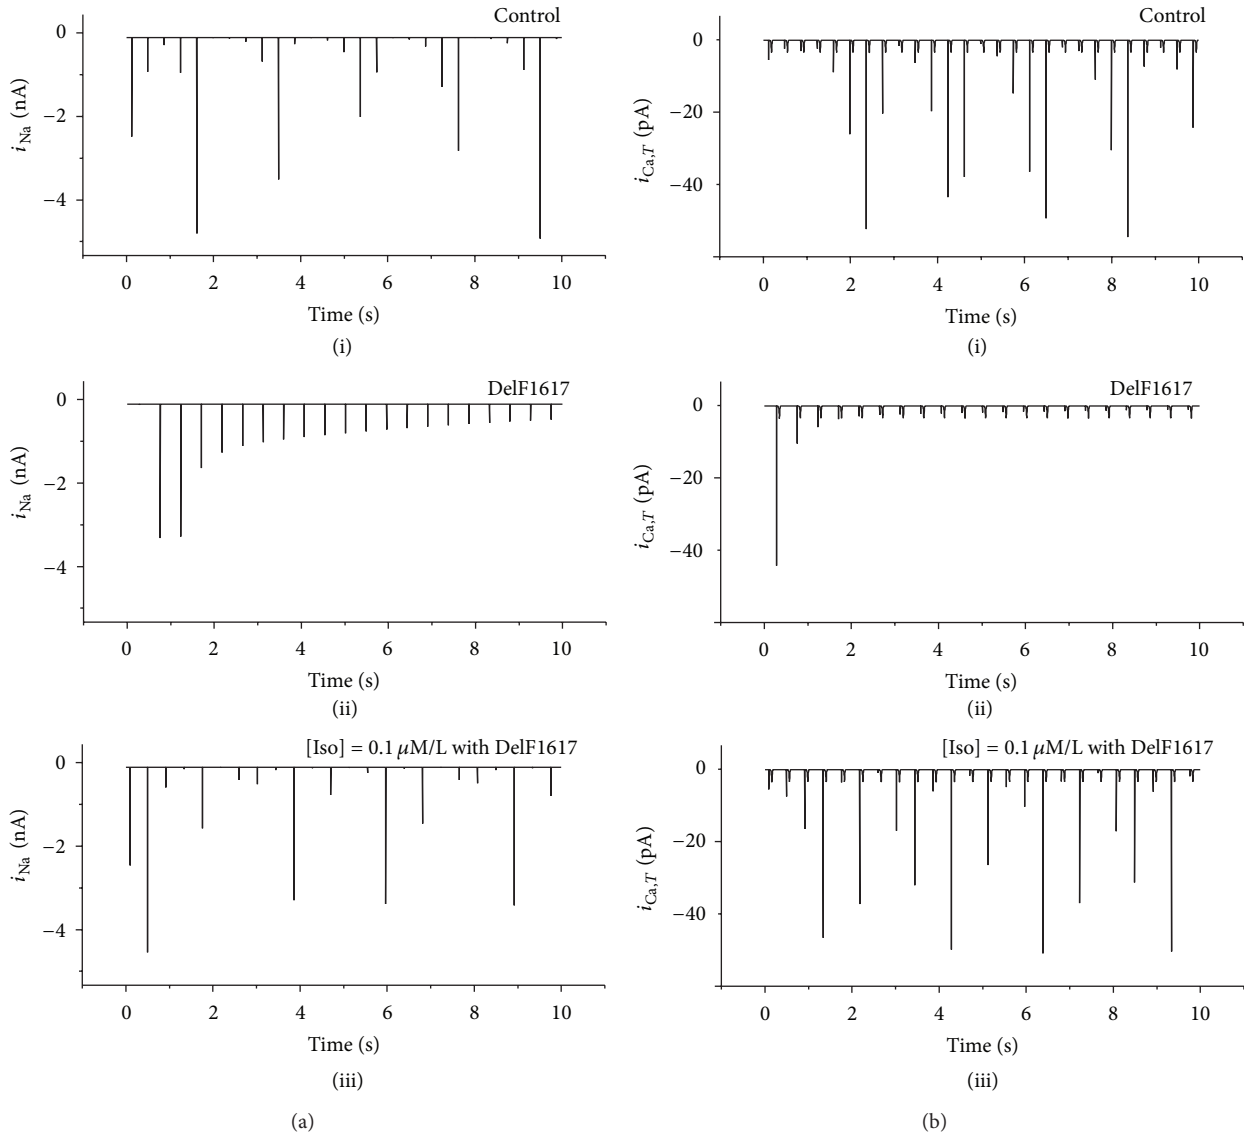 Control
0
−2
−4
i_Na (nA)
0 2 4 6 8 10
Time (s)
(i)
DelF1617
0
−2
−4
i_Na (nA)
0 2 4 6 8 10
Time (s)
(ii)
[Iso] = 0.1 μM/L with DelF1617
0
−2
−4
i_Na (nA)
0 2 4 6 8 10
Time (s)
(iii)
(a)
Control
0
−20
−40
i_Ca,T (pA)
0 2 4 6 8 10
Time (s)
(i)
DelF1617
0
−20
−40
i_Ca,T (pA)
0 2 4 6 8 10
Time (s)
(ii)
[Iso] = 0.1 μM/L with DelF1617
0
−20
−40
i_Ca,T (pA)
0 2 4 6 8 10
Time (s)
(iii)
(b)